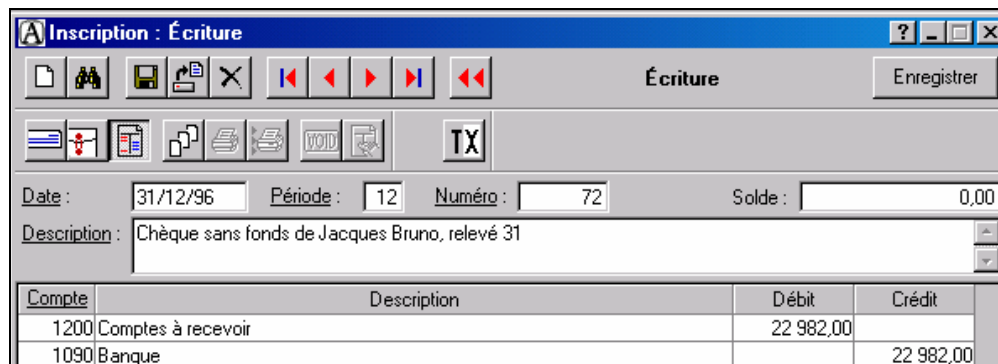 Inscription : Écriture
Écriture Enregistrer
VOID TX
Date : 31/12/96 Période : 12 Numéro : 72 Solde : 0,00
Description : Chèque sans fonds de Jacques Bruno, relevé 31
Compte Description Débit Crédit
1200 Comptes à recevoir 22 982,00
1090 Banque 22 982,00